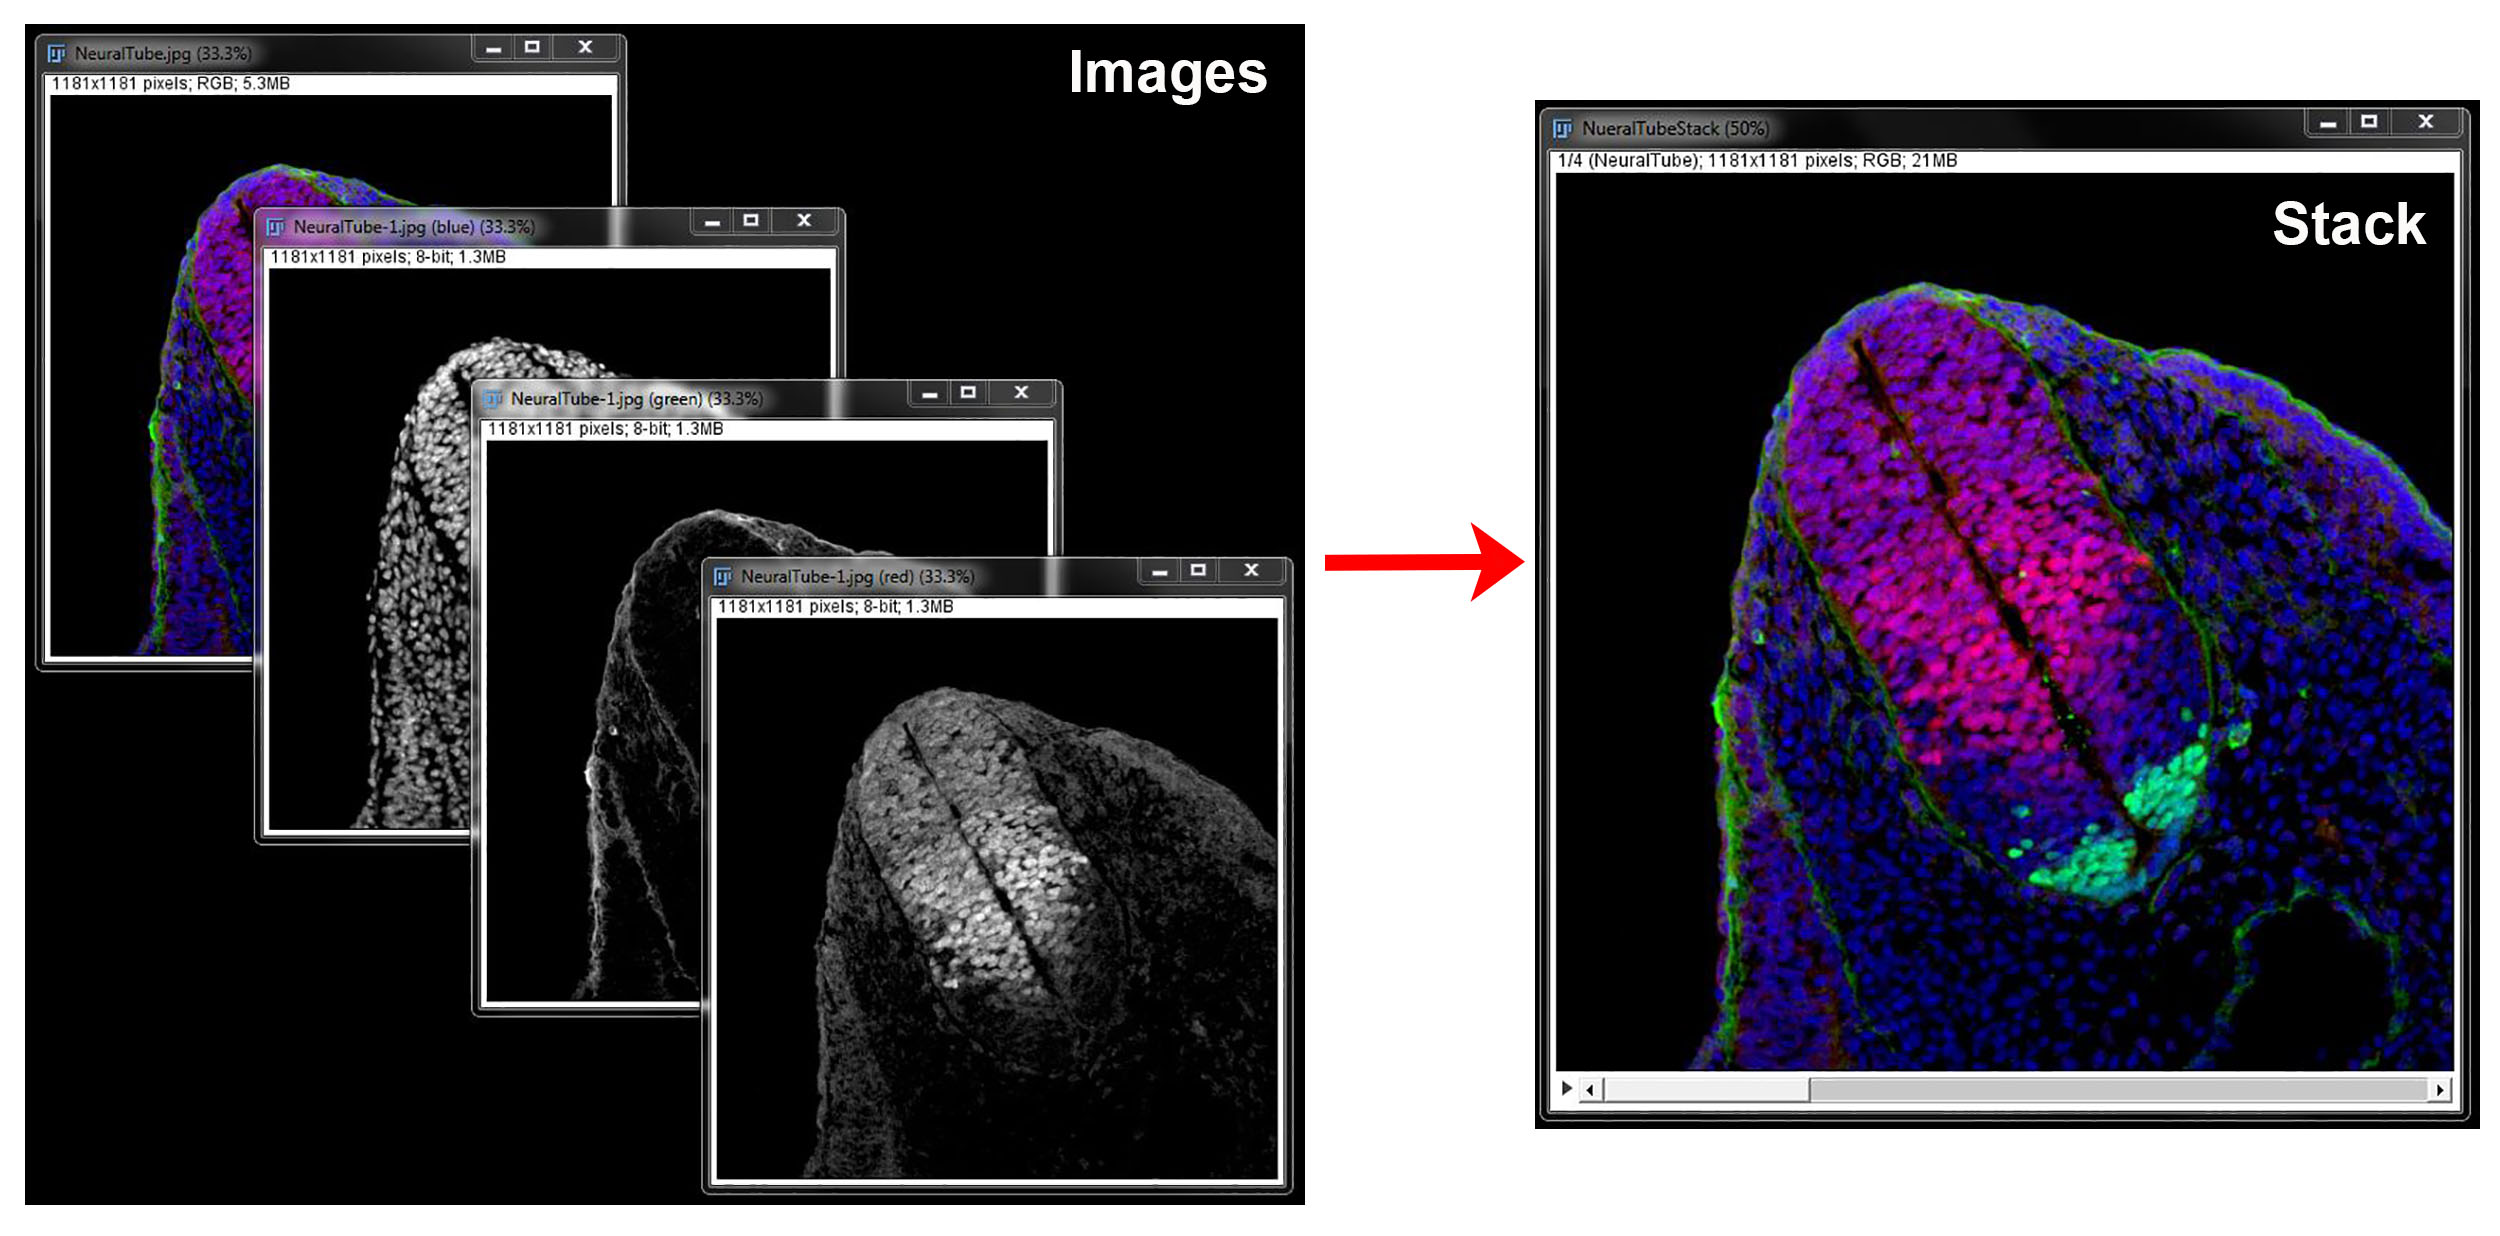 Images
NeuralTube.jpg (33.3%)
1181x1181 pixels; RGB; 5.3MB
NeuralTube-1.jpg (blue) (33.3%)
1181x1181 pixels; 8-bit; 1.3MB
NeuralTube-1.jpg (green) (33.3%)
1181x1181 pixels; 8-bit; 1.3MB
NeuralTube-1.jpg (red) (33.3%)
1181x1181 pixels; 8-bit; 1.3MB
NueralTubeStack (50%)
1/4 (NeuralTube); 1181x1181 pixels; RGB; 21MB
Stack